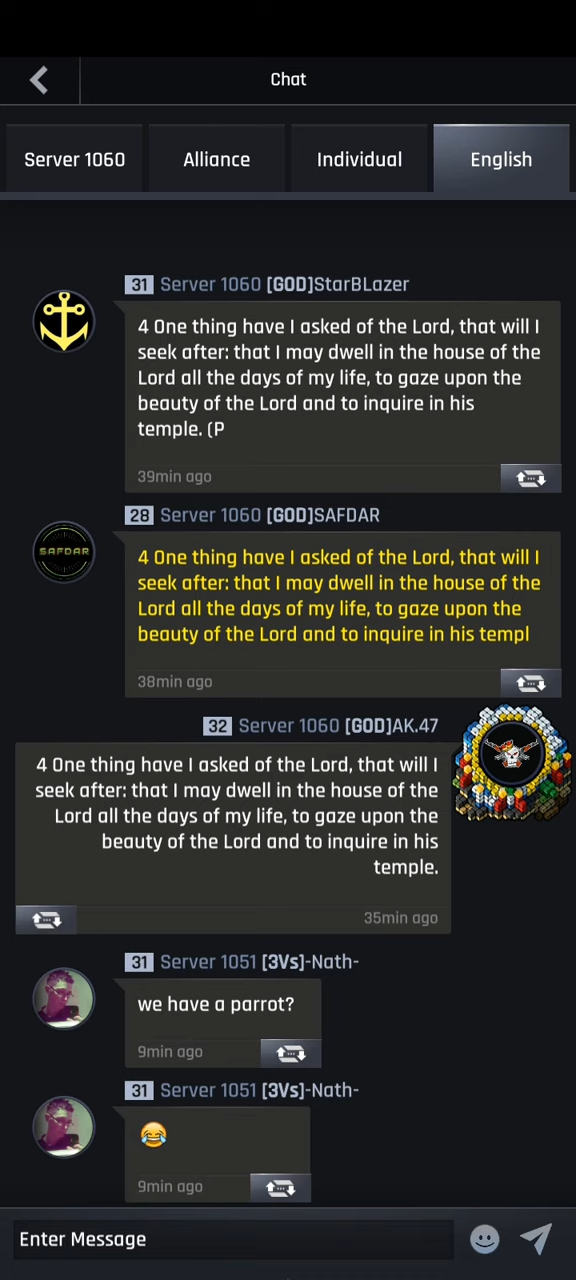 Chat
Server 1060
Alliance
Individual
English
31 Server 1060 [GOD]StarBLazer
4 One thing have I asked of the Lord, that will I
seek after: that I may dwell in the house of the
Lord all the days of my life, to gaze upon the
beauty of the Lord and to inquire in his
temple. (P
39min ago
28 Server 1060 [GOD]SAFDAR
SAFDAR
4 One thing have I asked of the Lord, that will I
seek after: that I may dwell in the house of the
Lord all the days of my life, to gaze upon the
beauty of the Lord and to inquire in his templ
38min ago
32 Server 1060 [GOD]AK.47
4 One thing have I asked of the Lord, that will I
seek after: that I may dwell in the house of the
Lord all the days of my life, to gaze upon the
beauty of the Lord and to inquire in his
temple.
35min ago
31 Server 1051 [3Vs]-Nath-
we have a parrot?
9min ago
31 Server 1051 [3Vs]-Nath-
😂
9min ago
Enter Message